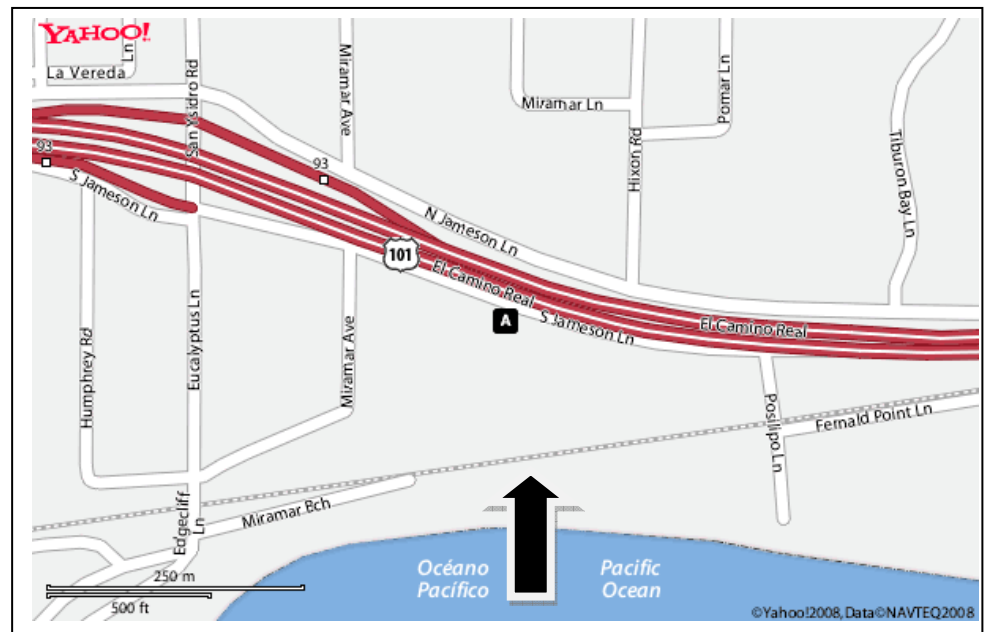 YAHOO!
Ln
La Vereda
San Ysidro Rd
Miramar Ave
Miramar Ln
Pomar Ln
Hixon Rd
Tiburon Bay Ln
93
93
S Jameson Ln
N Jameson Ln
101
El Camino Real
A
S Jameson Ln
El Camino Real
Humphrey Rd
Eucalyptus Ln
Miramar Ave
Posilipo Ln
Fernald Point Ln
Edgecliff
Ln
Miramar Bch
250 m
500 ft
Océano
Pacífico
Pacific
Ocean
©Yahoo!2008, Data©NAVTEQ2008